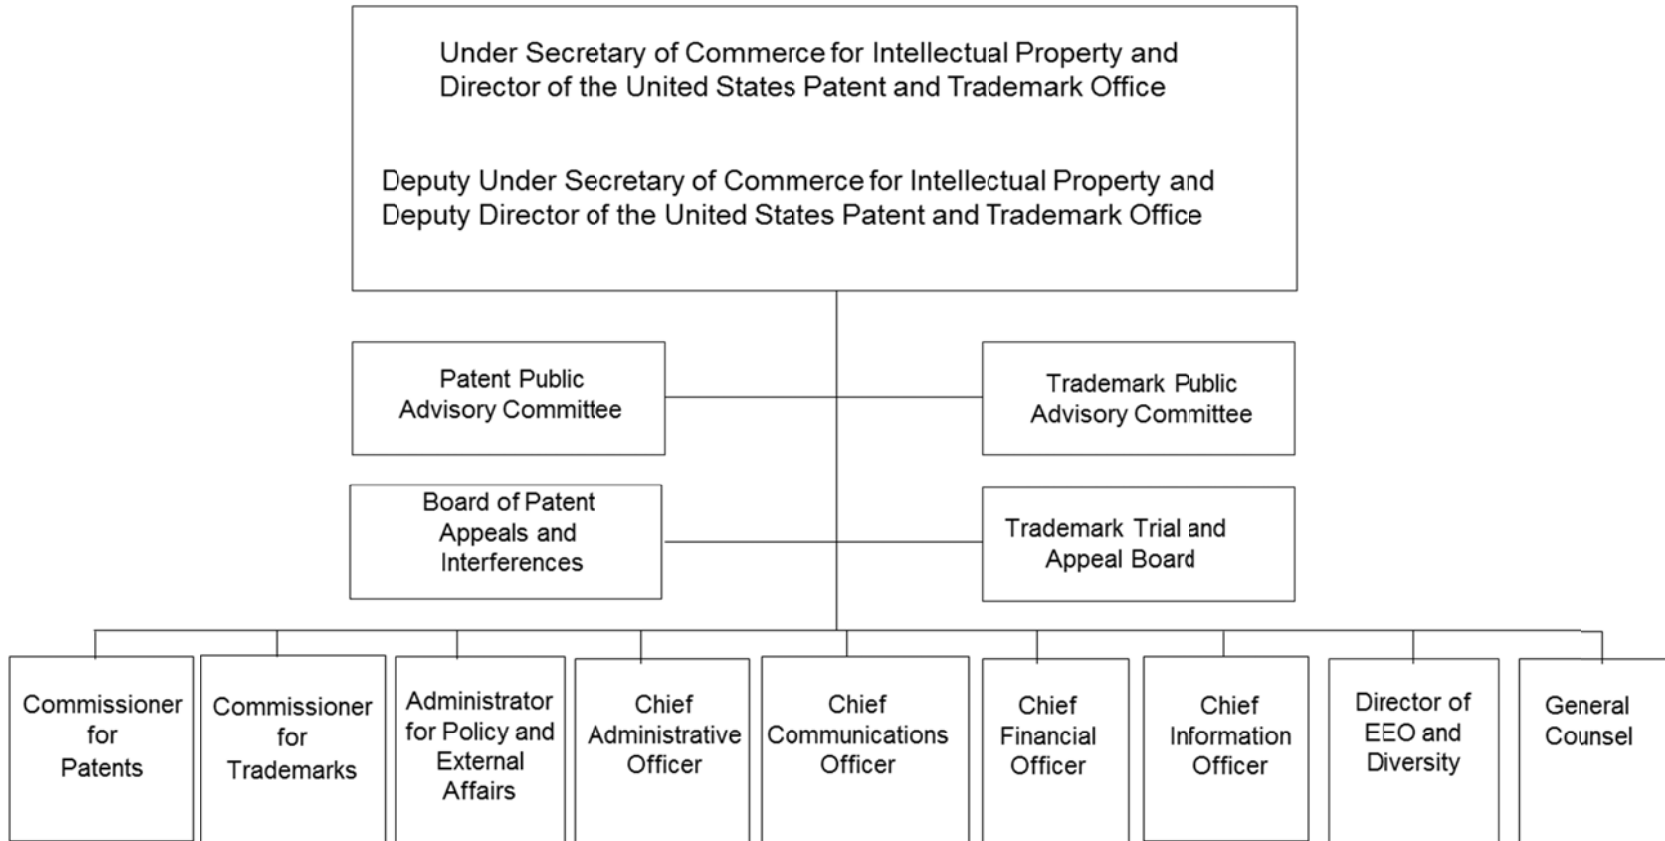 Under Secretary of Commerce for Intellectual Property and
Director of the United States Patent and Trademark Office
Deputy Under Secretary of Commerce for Intellectual Property and
Deputy Director of the United States Patent and Trademark Office
Patent Public
Advisory Committee
Trademark Public
Advisory Committee
Board of Patent
Appeals and
Interferences
Trademark Trial and
Appeal Board
Commissioner
for
Patents
Commissioner
for
Trademarks
Administrator
for Policy and
External
Affairs
Chief
Administrative
Officer
Chief
Communications
Officer
Chief
Financial
Officer
Chief
Information
Officer
Director of
EEO and
Diversity
General
Counsel